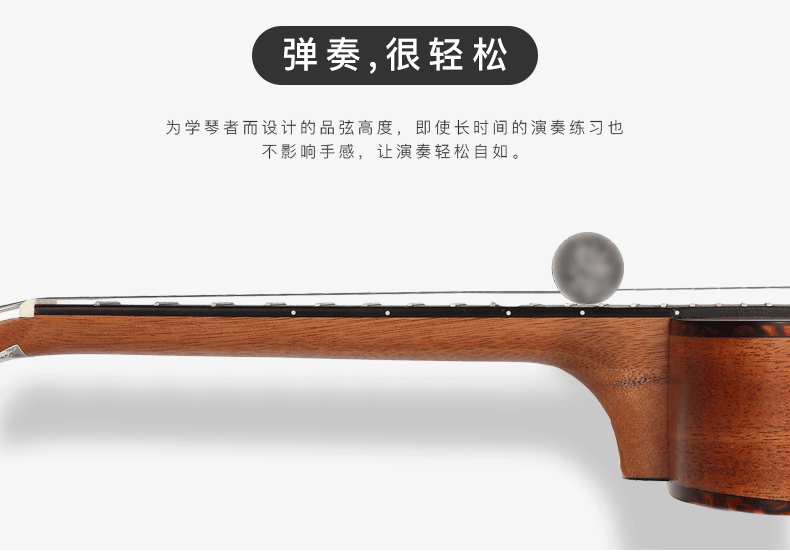 弹奏,很轻松
为学琴者而设计的品弦高度，即使长时间的演奏练习也
不影响手感，让演奏轻松自如。